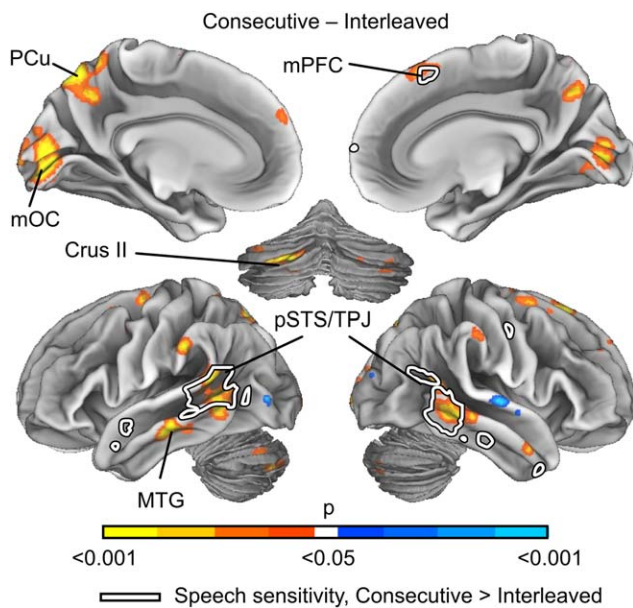 Consecutive – Interleaved
PCu
mPFC
mOC
Crus II
pSTS/TPJ
MTG
p
<0.001 <0.05 <0.001
Speech sensitivity, Consecutive > Interleaved